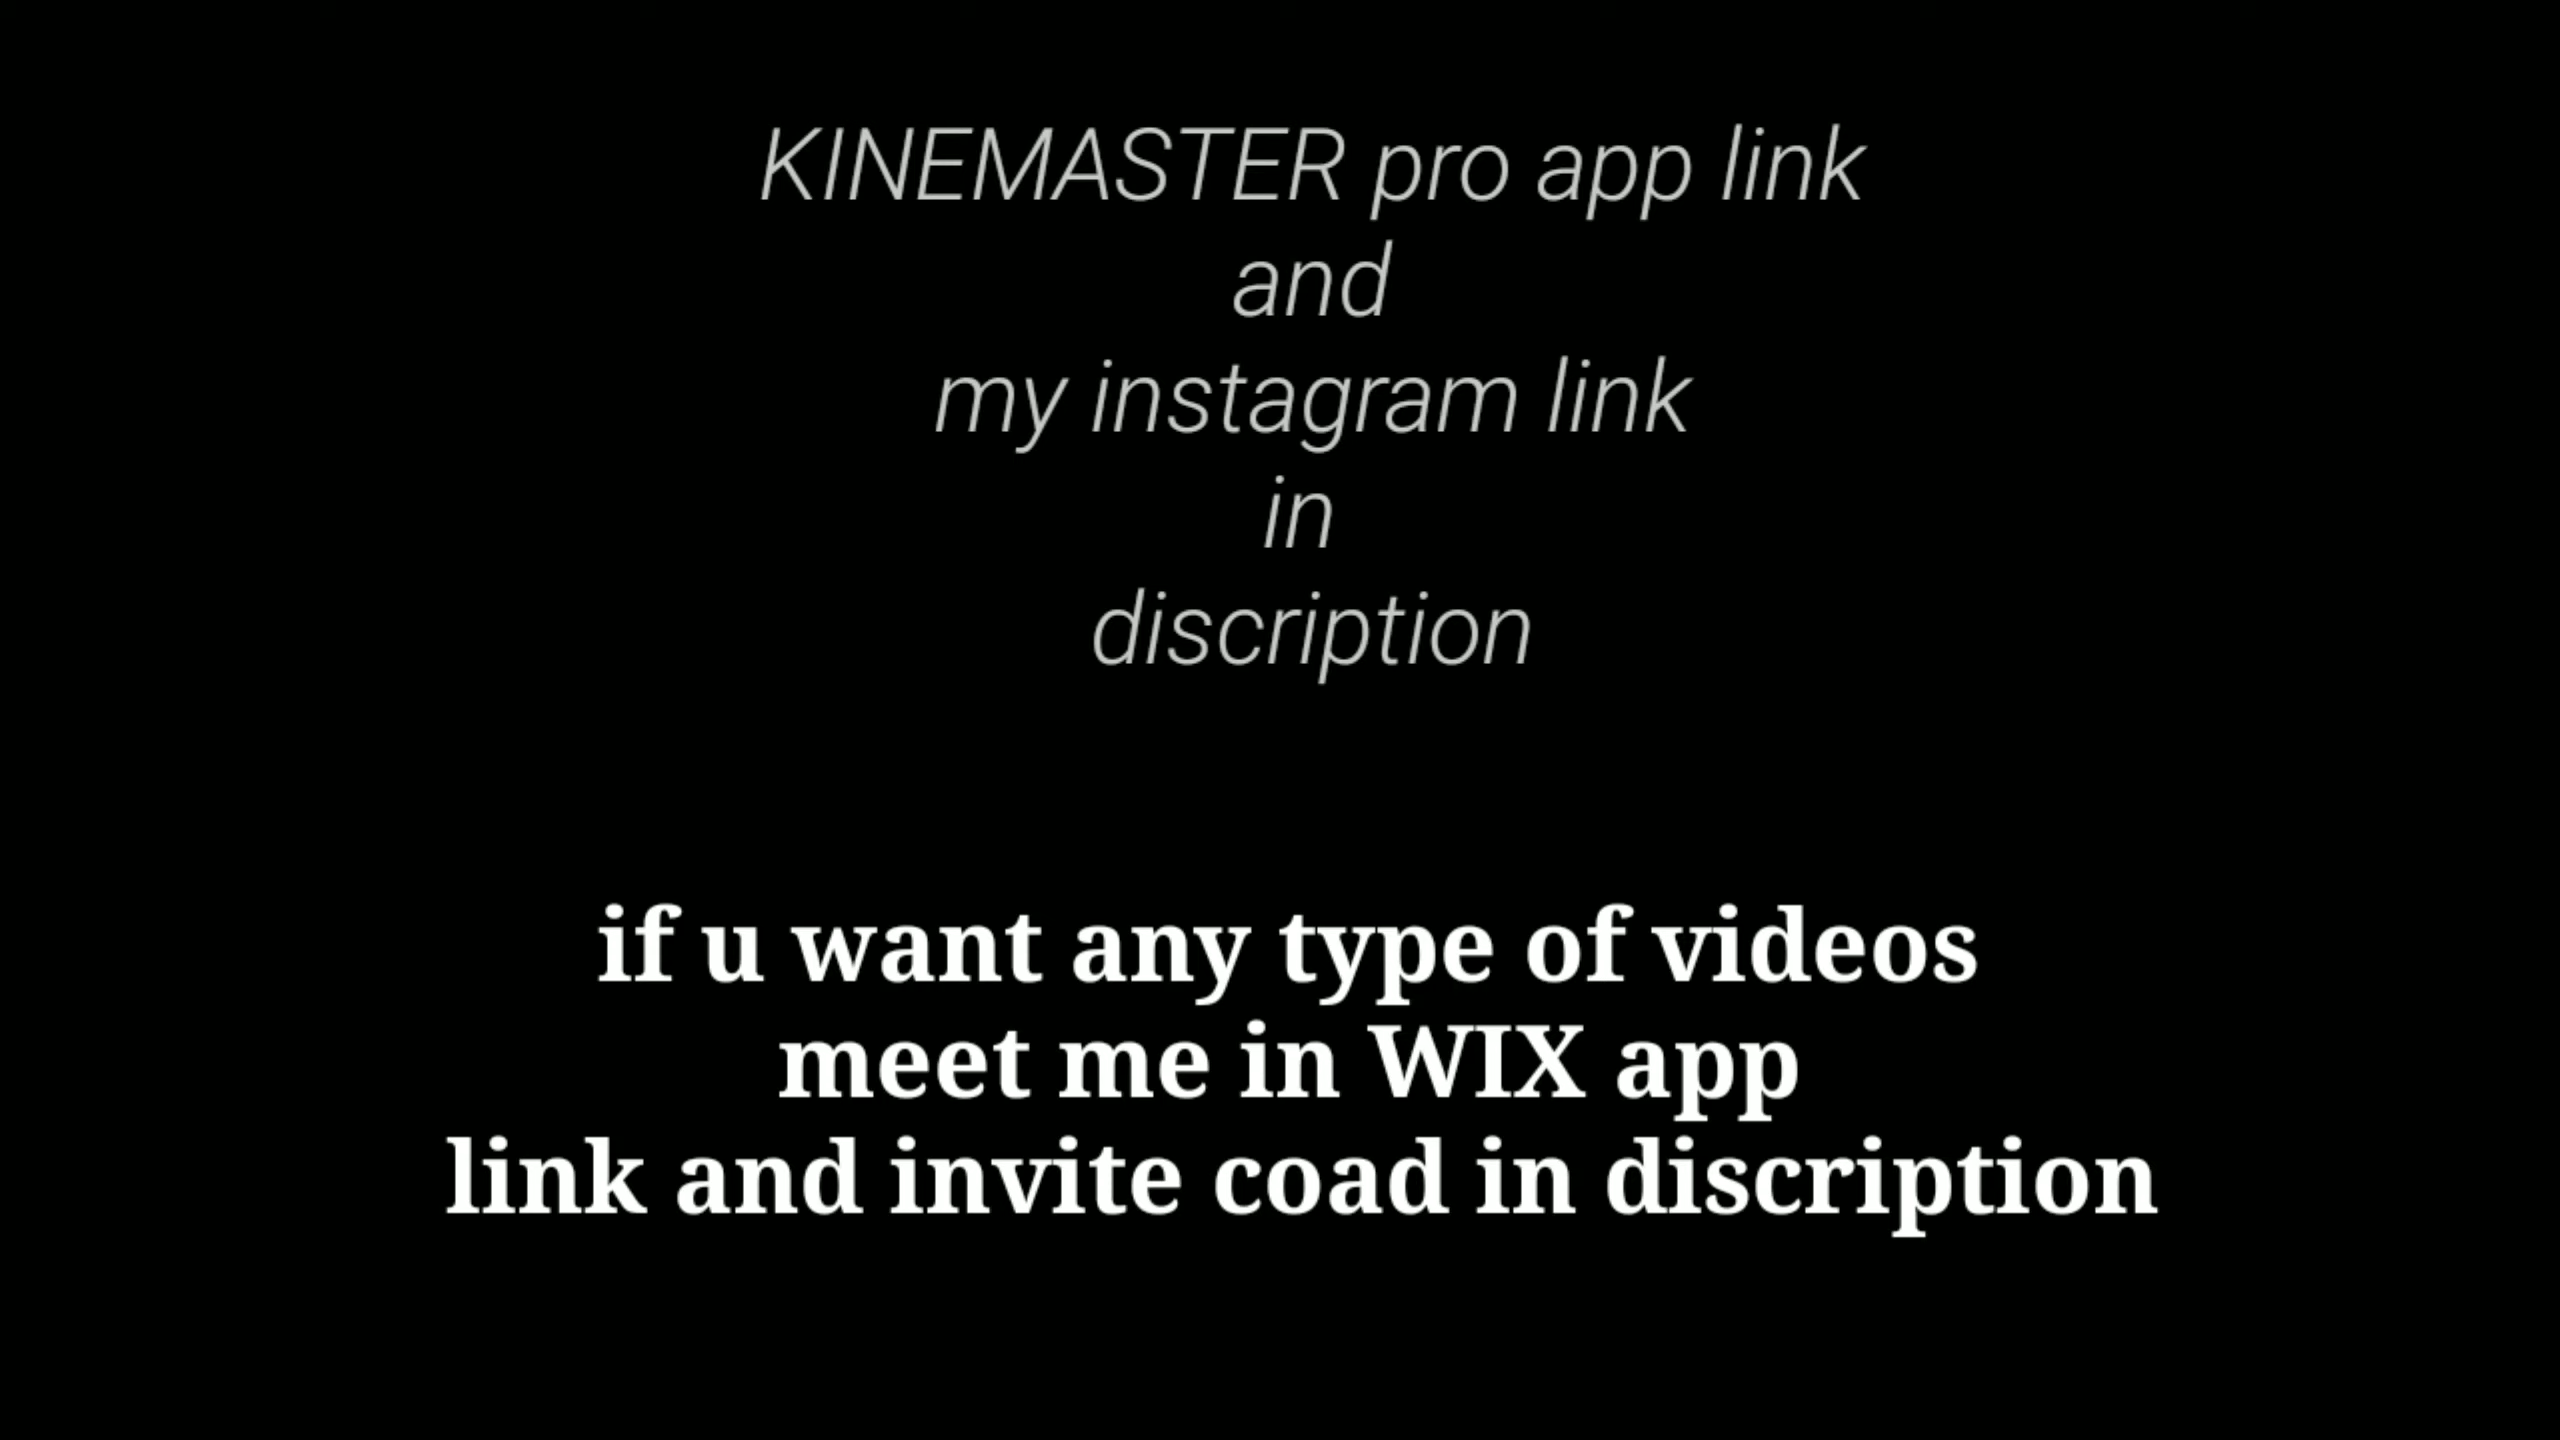 KINEMASTER pro app link
and
my instagram link
in
discription
if u want any type of videos
meet me in WIX app
link and invite coad in discription